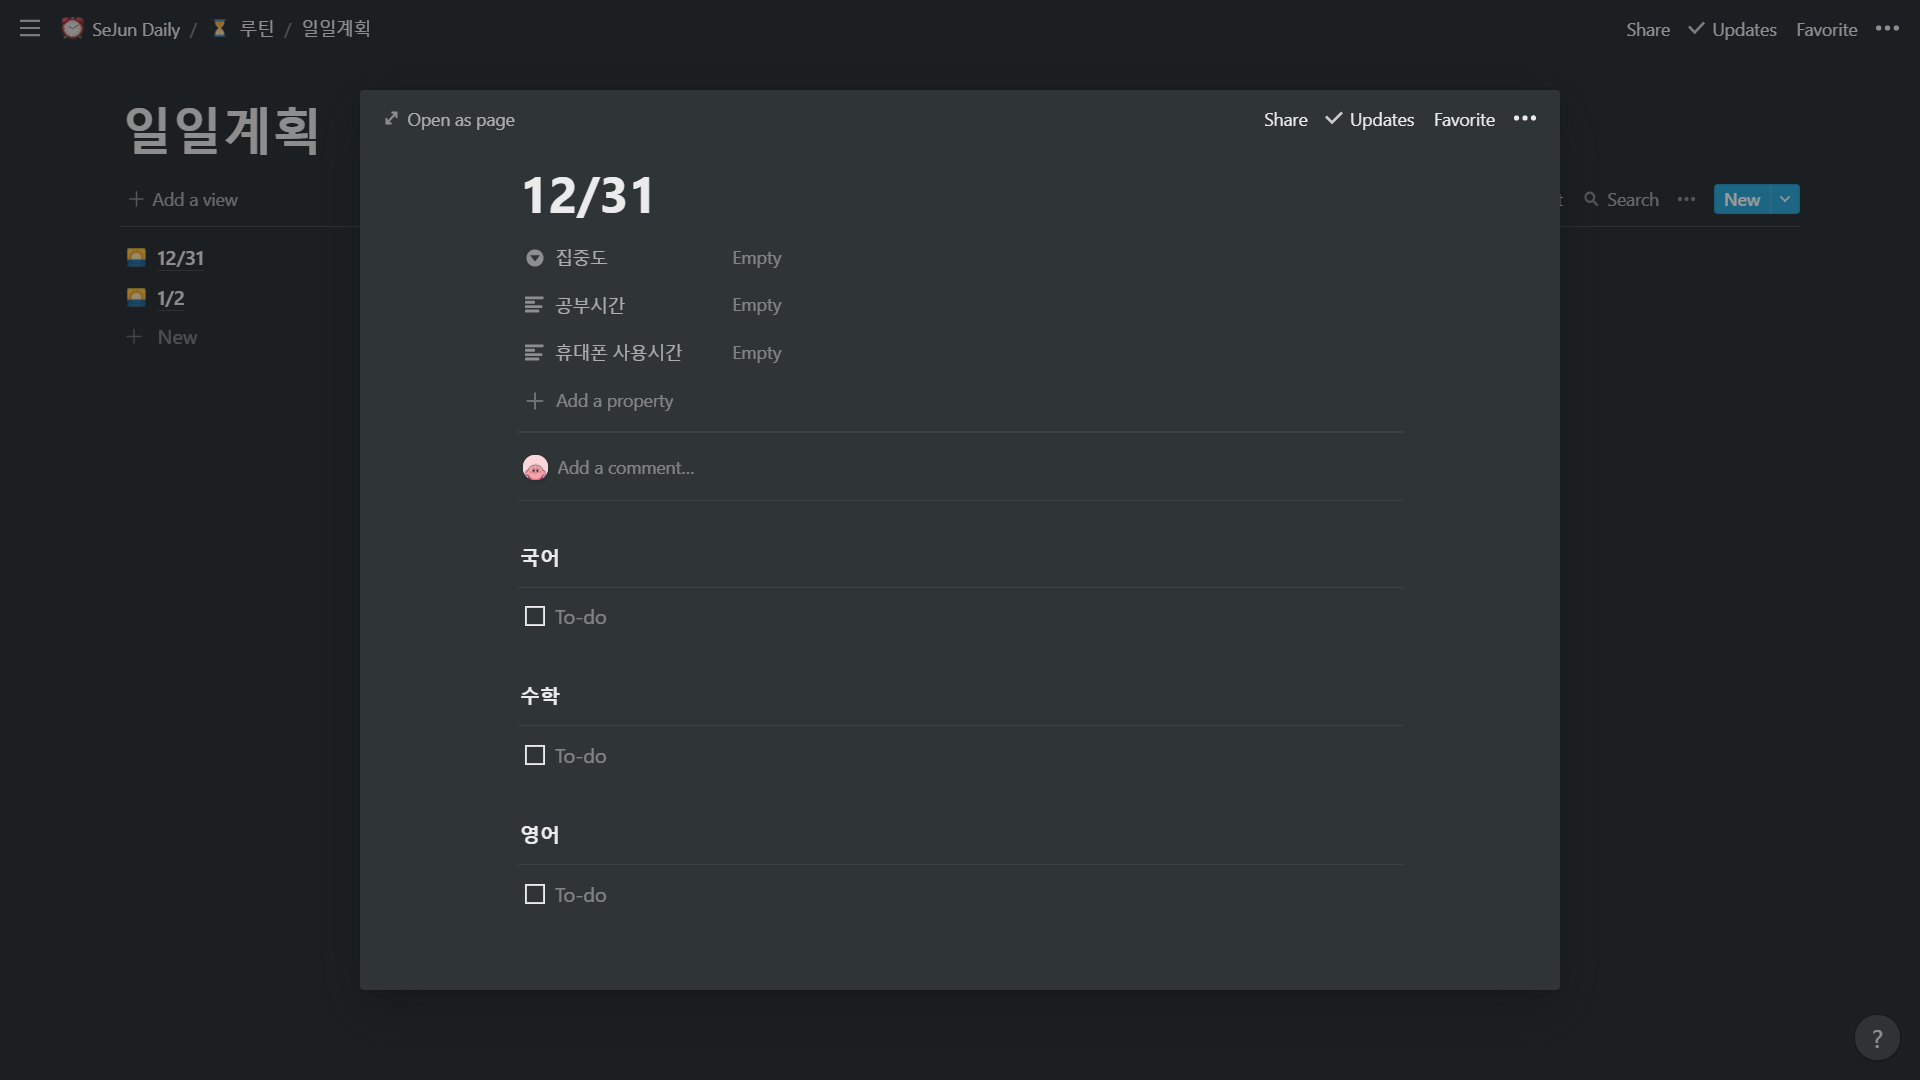 SeJun Daily / 루틴 / 일일계획
Share Updates Favorite •••
일일계획
Add a view
Search ••• New
12/31
1/2
New
Open as page
Share Updates Favorite •••
12/31
집중도 Empty
공부시간 Empty
휴대폰 사용시간 Empty
Add a property
Add a comment...
국어
To-do
수학
To-do
영어
To-do
?